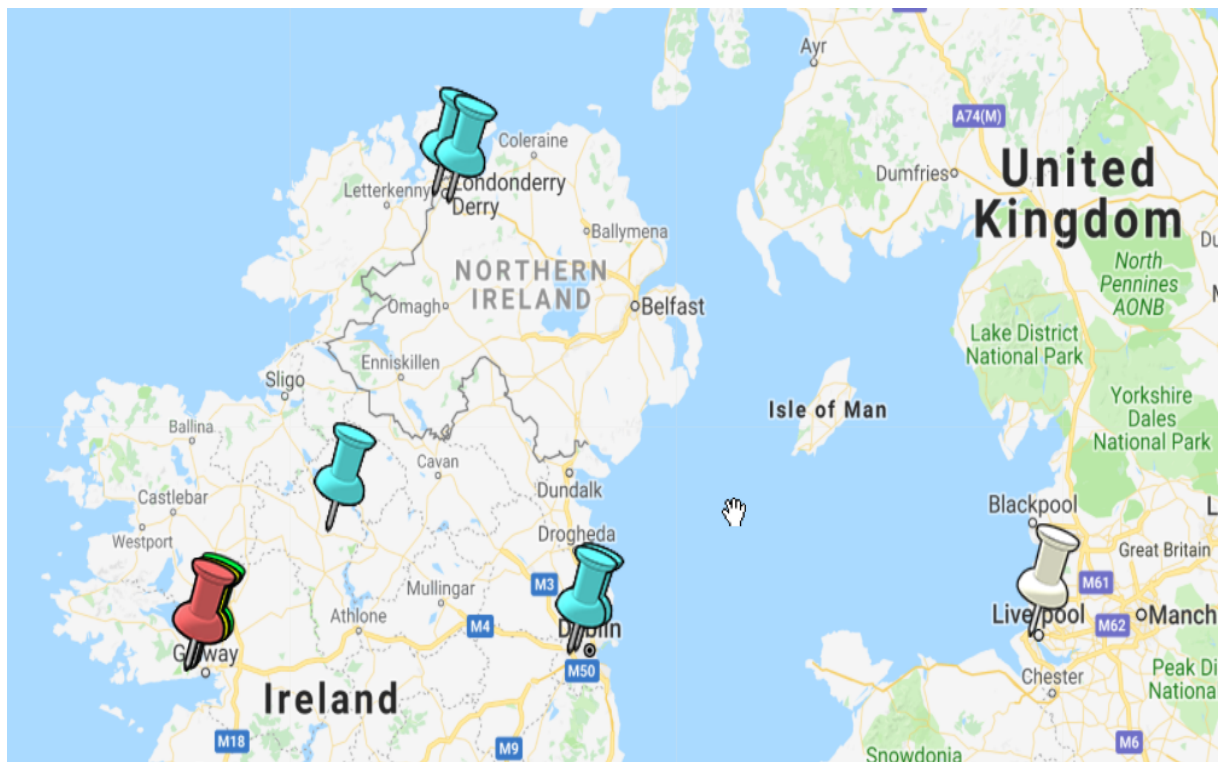 Ayr
A74(M)
Coleraine
United
Kingdom
Dumfries
Letterkenny
Londonderry
Derry
Ballymena
North
Pennines
AONB
NORTHERN
IRELAND
Omagh
Belfast
Lake District
National Park
Enniskillen
Sligo
Isle of Man
Yorkshire
Dales
National Park
Ballina
Cavan
Dundalk
Castlebar
Westport
Drogheda
Blackpool
Great Britain
M3
M61
Mullingar
Athlone
M4
Dublin
Liverpool
M62
Manch
Galway
M50
Chester
Peak Di
Nationa
Ireland
M18
M9
M6
Snowdonia